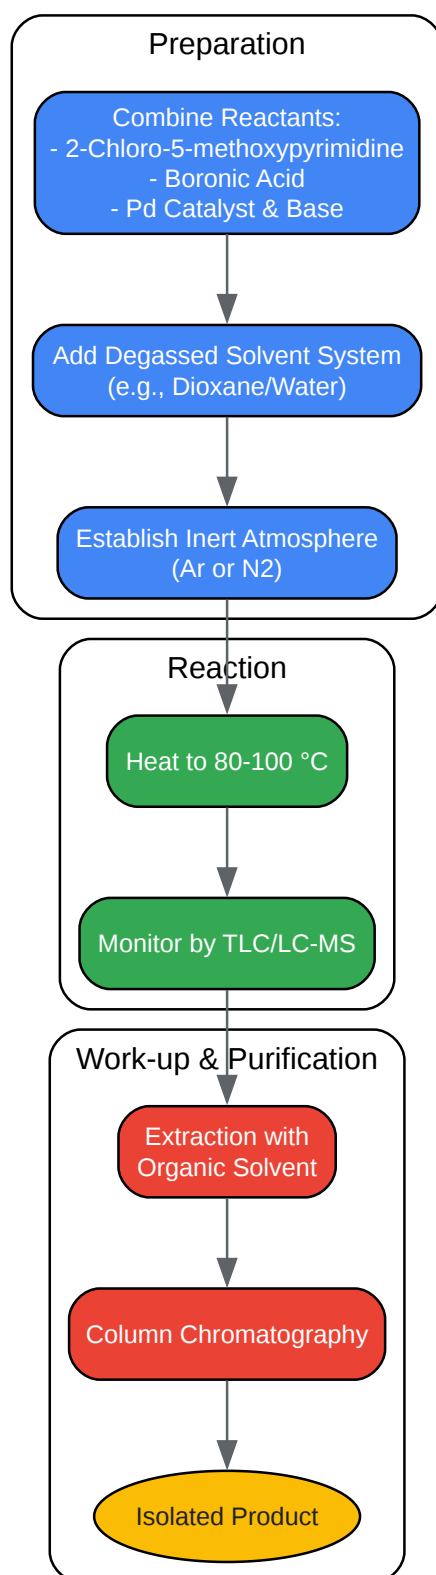 Preparation
Combine Reactants:
- 2-Chloro-5-methoxypyrimidine
- Boronic Acid
- Pd Catalyst & Base
Add Degassed Solvent System
(e.g., Dioxane/Water)
Establish Inert Atmosphere
(Ar or N2)
Reaction
Heat to 80-100 °C
Monitor by TLC/LC-MS
Work-up & Purification
Extraction with
Organic Solvent
Column Chromatography
Isolated Product